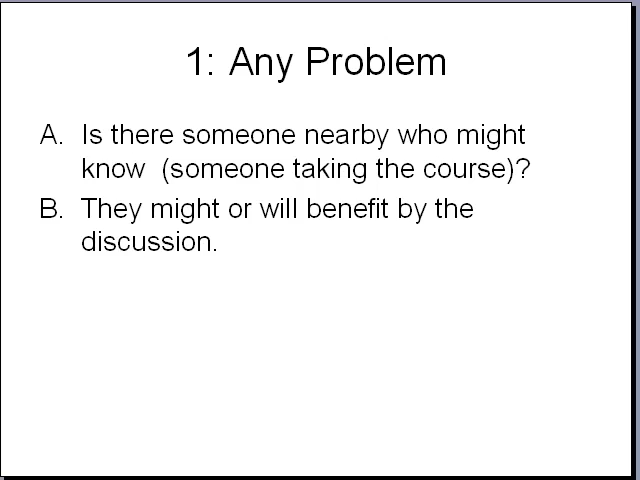 1: Any Problem
A. Is there someone nearby who might
know (someone taking the course)?
B. They might or will benefit by the
discussion.